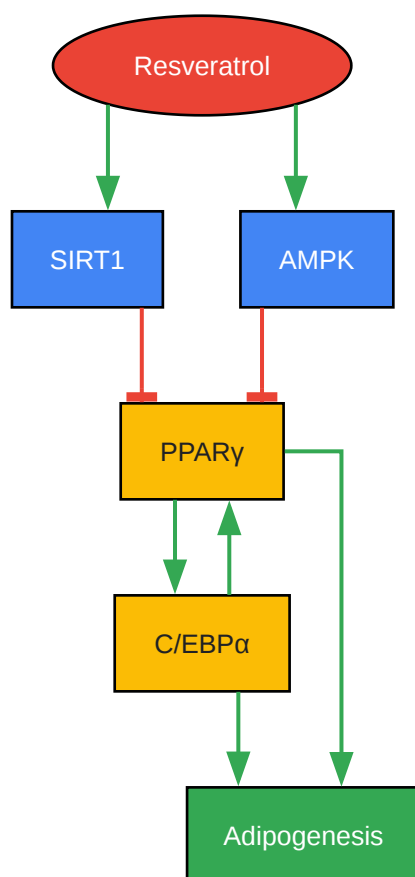 Resveratrol
SIRT1
AMPK
PPARγ
C/EBPα
Adipogenesis